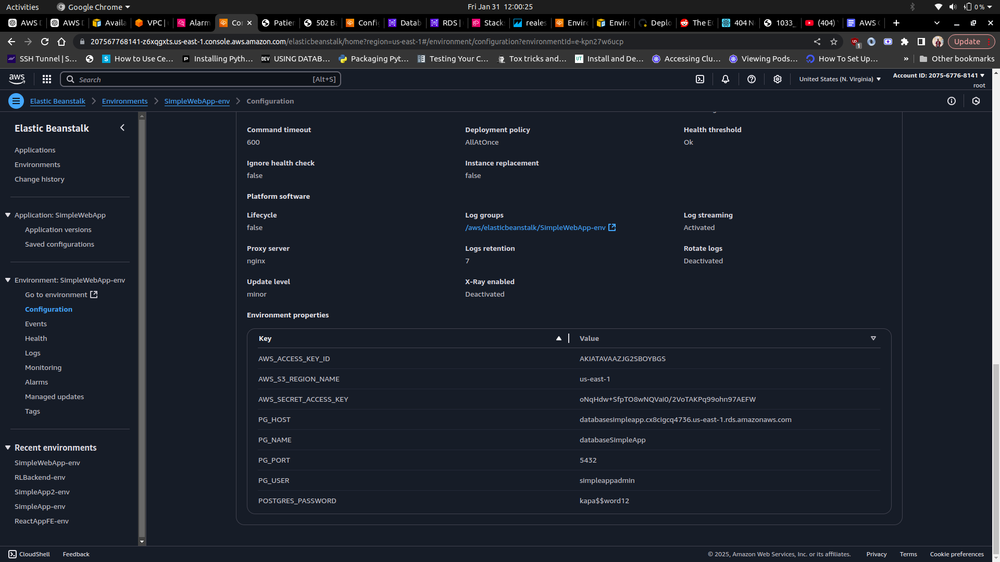 Activities
Google Chrome
Fri Jan 31 12:00:25
0 %
AWS
AWS
Availa
VPC |
Alarm
Co
Patier
502 B
Config
Datab
RDS |
Stack
reales
Enviro
Enviro
Deplo
The E
404 N
1033_
(404)
AWS
207567768141-z6xqgxts.us-east-1.console.aws.amazon.com/elasticbeanstalk/home?region=us-east-1#/environment/configuration?environmentId=e-kpn27w6ucp
1
Update
SSH Tunnel | S…
How to Use Ce…
Installing Pyth…
DEV USING DATAB…
Packaging Pyt…
Testing Your C…
Tox tricks and…
UT Install and De…
Accessing Clu…
Viewing Pods…
How To Set Up…
»
Other bookmarks
aws
Search
[Alt+S]
United States (N. Virginia)
Account ID: 2075-6776-8141
root
Elastic Beanstalk
Environments
SimpleWebApp-env
Configuration
Elastic Beanstalk
Applications
Environments
Change history
Application: SimpleWebApp
Application versions
Saved configurations
Environment: SimpleWebApp-env
Go to environment
Configuration
Events
Health
Logs
Monitoring
Alarms
Managed updates
Tags
Recent environments
SimpleWebApp-env
RLBackend-env
SimpleApp2-env
SimpleApp-env
ReactAppFE-env
Command timeout
600
Deployment policy
AllAtOnce
Health threshold
Ok
Ignore health check
false
Instance replacement
false
Platform software
Lifecycle
false
Log groups
/aws/elasticbeanstalk/SimpleWebApp-env
Log streaming
Activated
Proxy server
nginx
Logs retention
7
Rotate logs
Deactivated
Update level
minor
X-Ray enabled
Deactivated
Environment properties
Key Value
AWS_ACCESS_KEY_ID AKIATAVAAZJG2SBOYBGS
AWS_S3_REGION_NAME us-east-1
AWS_SECRET_ACCESS_KEY
PG_HOST databasesimpleapp.cx8cigcq4736.us-east-1.rds.amazonaws.com
PG_NAME databaseSimpleApp
PG_PORT 5432
PG_USER simpleappadmin
POSTGRES_PASSWORD kapa$$word12
CloudShell
Feedback
© 2025, Amazon Web Services, Inc. or its affiliates.
Privacy
Terms
Cookie preferences